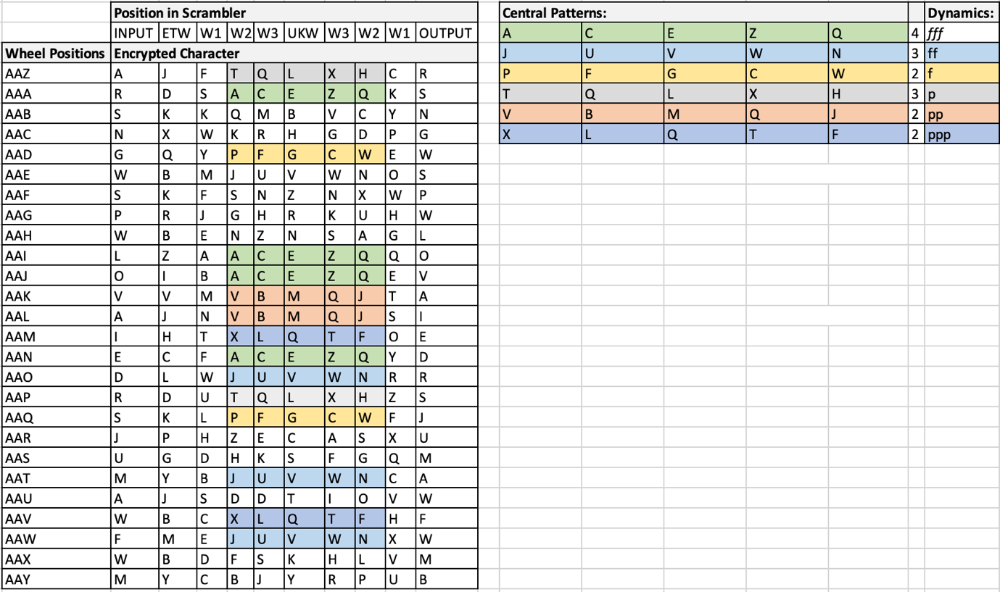 Position in Scrambler Central Patterns: Dynamics:
INPUT ETW W1 W2 W3 UKW W3 W2 W1 OUTPUT A C E Z Q 4 fff
Wheel Positions Encrypted Character J U V W N 3 ff
AAZ A J F T Q L X H C R P F G C W 2 f
AAA R D S A C E Z Q K S T Q L X H 3 p
AAB S K K Q M B V C Y N V B M Q J 2 pp
AAC N X W K R H G D P G X L Q T F 2 ppp
AAD G Q Y P F G C W E W
AAE W B M J U V W N O S
AAF S K F S N Z N X W P
AAG P R J G H R K U H W
AAH W B E N Z N S A G L
AAI L Z A A C E Z Q Q O
AAJ O I B A C E Z Q E V
AAK V V M V B M Q J T A
AAL A J N V B M Q J S I
AAM I H T X L Q T F O E
AAN E C F A C E Z Q Y D
AAO D L W J U V W N R R
AAP R D U T Q L X H Z S
AAQ S K L P F G C W F J
AAR J P H Z E C A S X U
AAS U G D H K S F G Q M
AAT M Y B J U V W N C A
AAU A J S D D T I O V W
AAV W B C X L Q T F H F
AAW F M E J U V W N X W
AAX W B D F S K H L V M
AAY M Y C B J Y R P U B